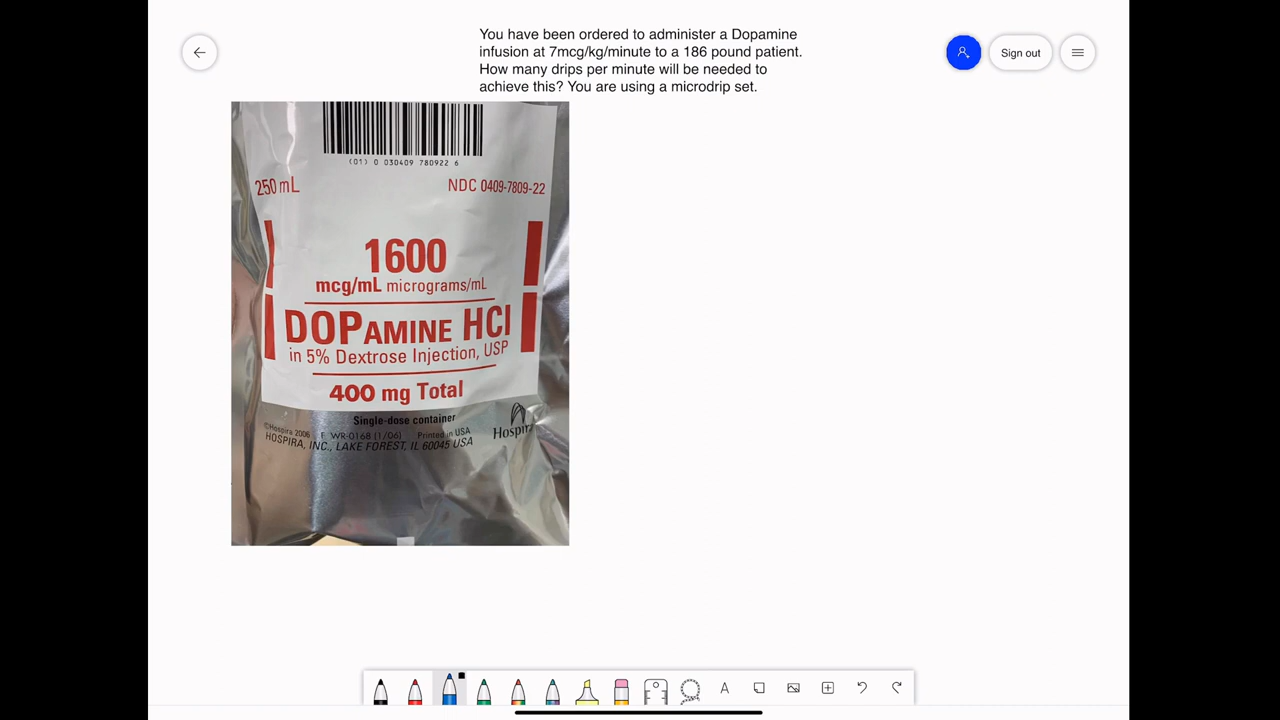 You have been ordered to administer a Dopamine
infusion at 7mcg/kg/minute to a 186 pound patient.
How many drips per minute will be needed to
achieve this? You are using a microdrip set.
Sign out
(01) 0 030409 780922 6
250 mL
NDC 0409-7809-22
1600
mcg/mL micrograms/mL
DOPAMINE HCl
in 5% Dextrose Injection, USP
400 mg Total
Single-dose container
©Hospira 2006 F WR-0168 (1/06) Printed in USA
HOSPIRA, INC., LAKE FOREST, IL 60045 USA
Hospira
A